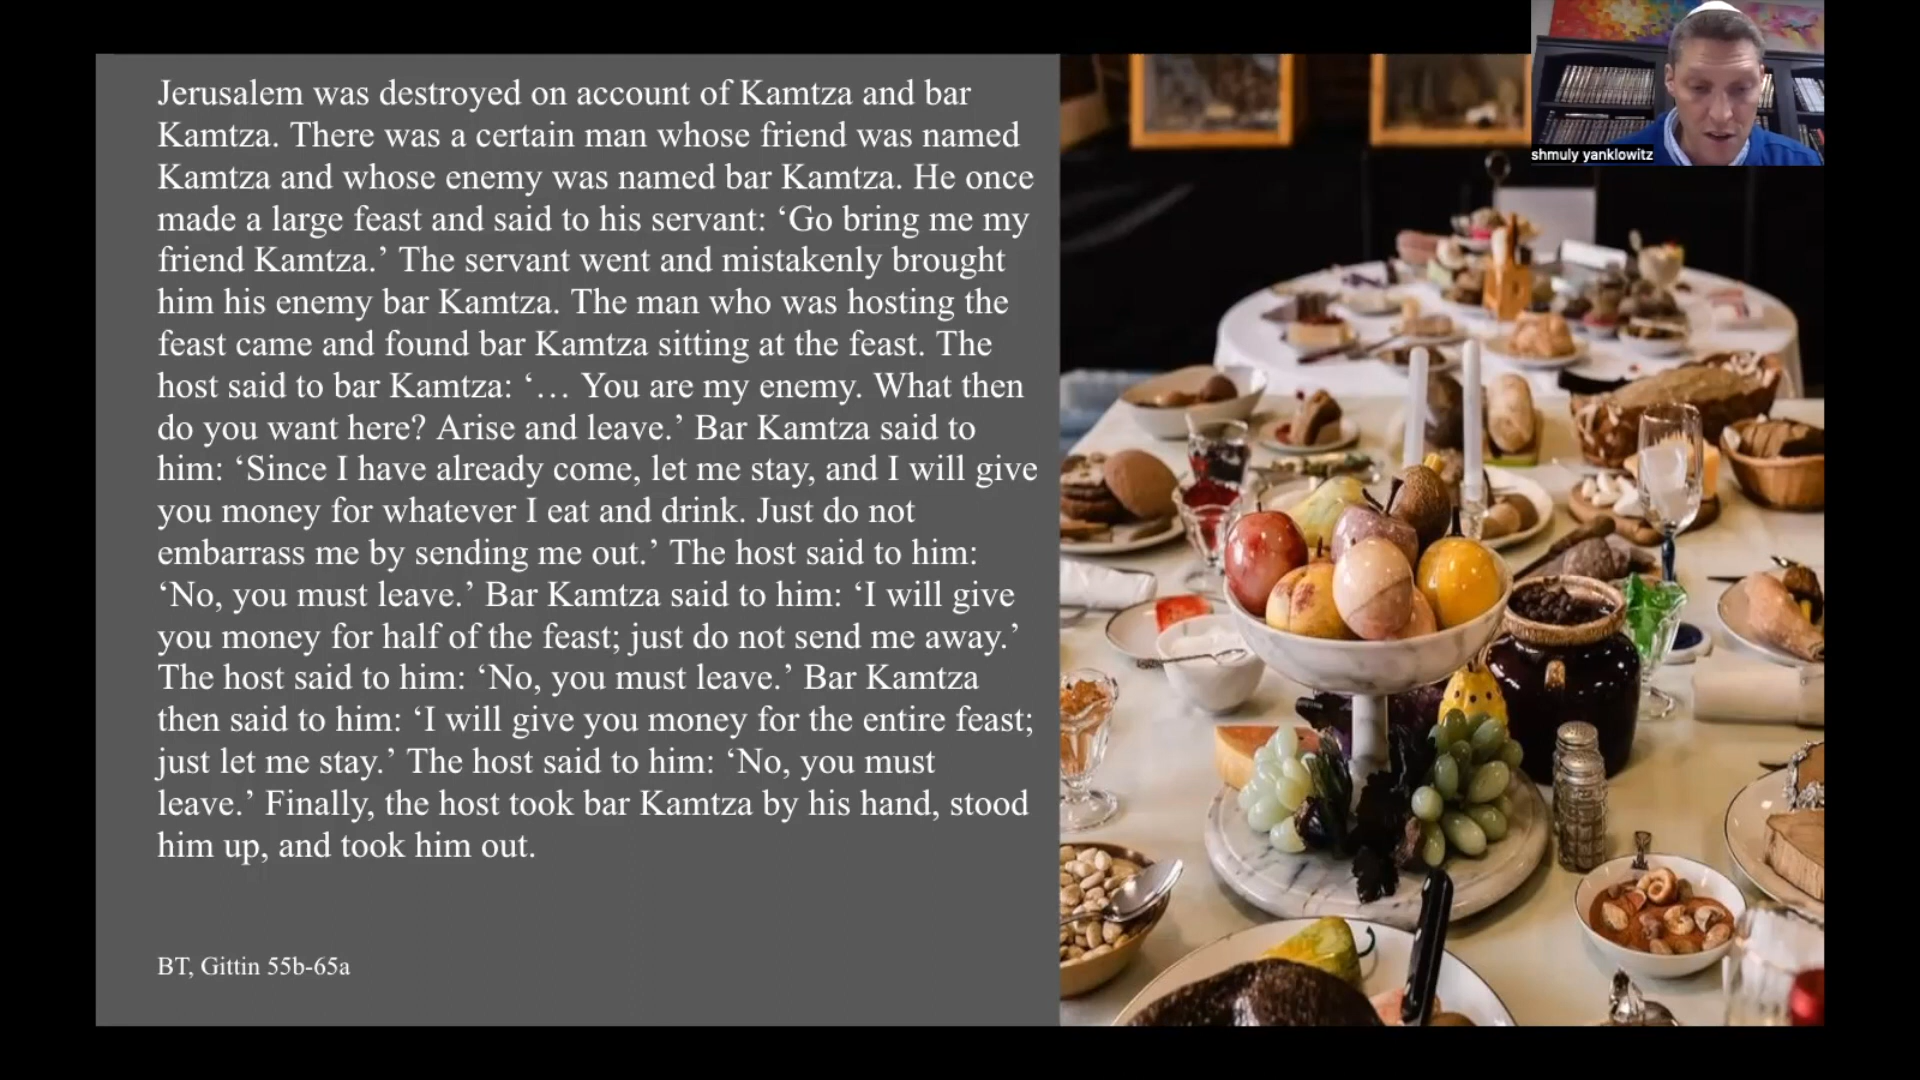 Jerusalem was destroyed on account of Kamtza and bar
Kamtza. There was a certain man whose friend was named
Kamtza and whose enemy was named bar Kamtza. He once
made a large feast and said to his servant: ‘Go bring me my
friend Kamtza.’ The servant went and mistakenly brought
him his enemy bar Kamtza. The man who was hosting the
feast came and found bar Kamtza sitting at the feast. The
host said to bar Kamtza: ‘… You are my enemy. What then
do you want here? Arise and leave.’ Bar Kamtza said to
him: ‘Since I have already come, let me stay, and I will give
you money for whatever I eat and drink. Just do not
embarrass me by sending me out.’ The host said to him:
‘No, you must leave.’ Bar Kamtza said to him: ‘I will give
you money for half of the feast; just do not send me away.’
The host said to him: ‘No, you must leave.’ Bar Kamtza
then said to him: ‘I will give you money for the entire feast;
just let me stay.’ The host said to him: ‘No, you must
leave.’ Finally, the host took bar Kamtza by his hand, stood
him up, and took him out.
BT, Gittin 55b-65a
shmuly yanklowitz